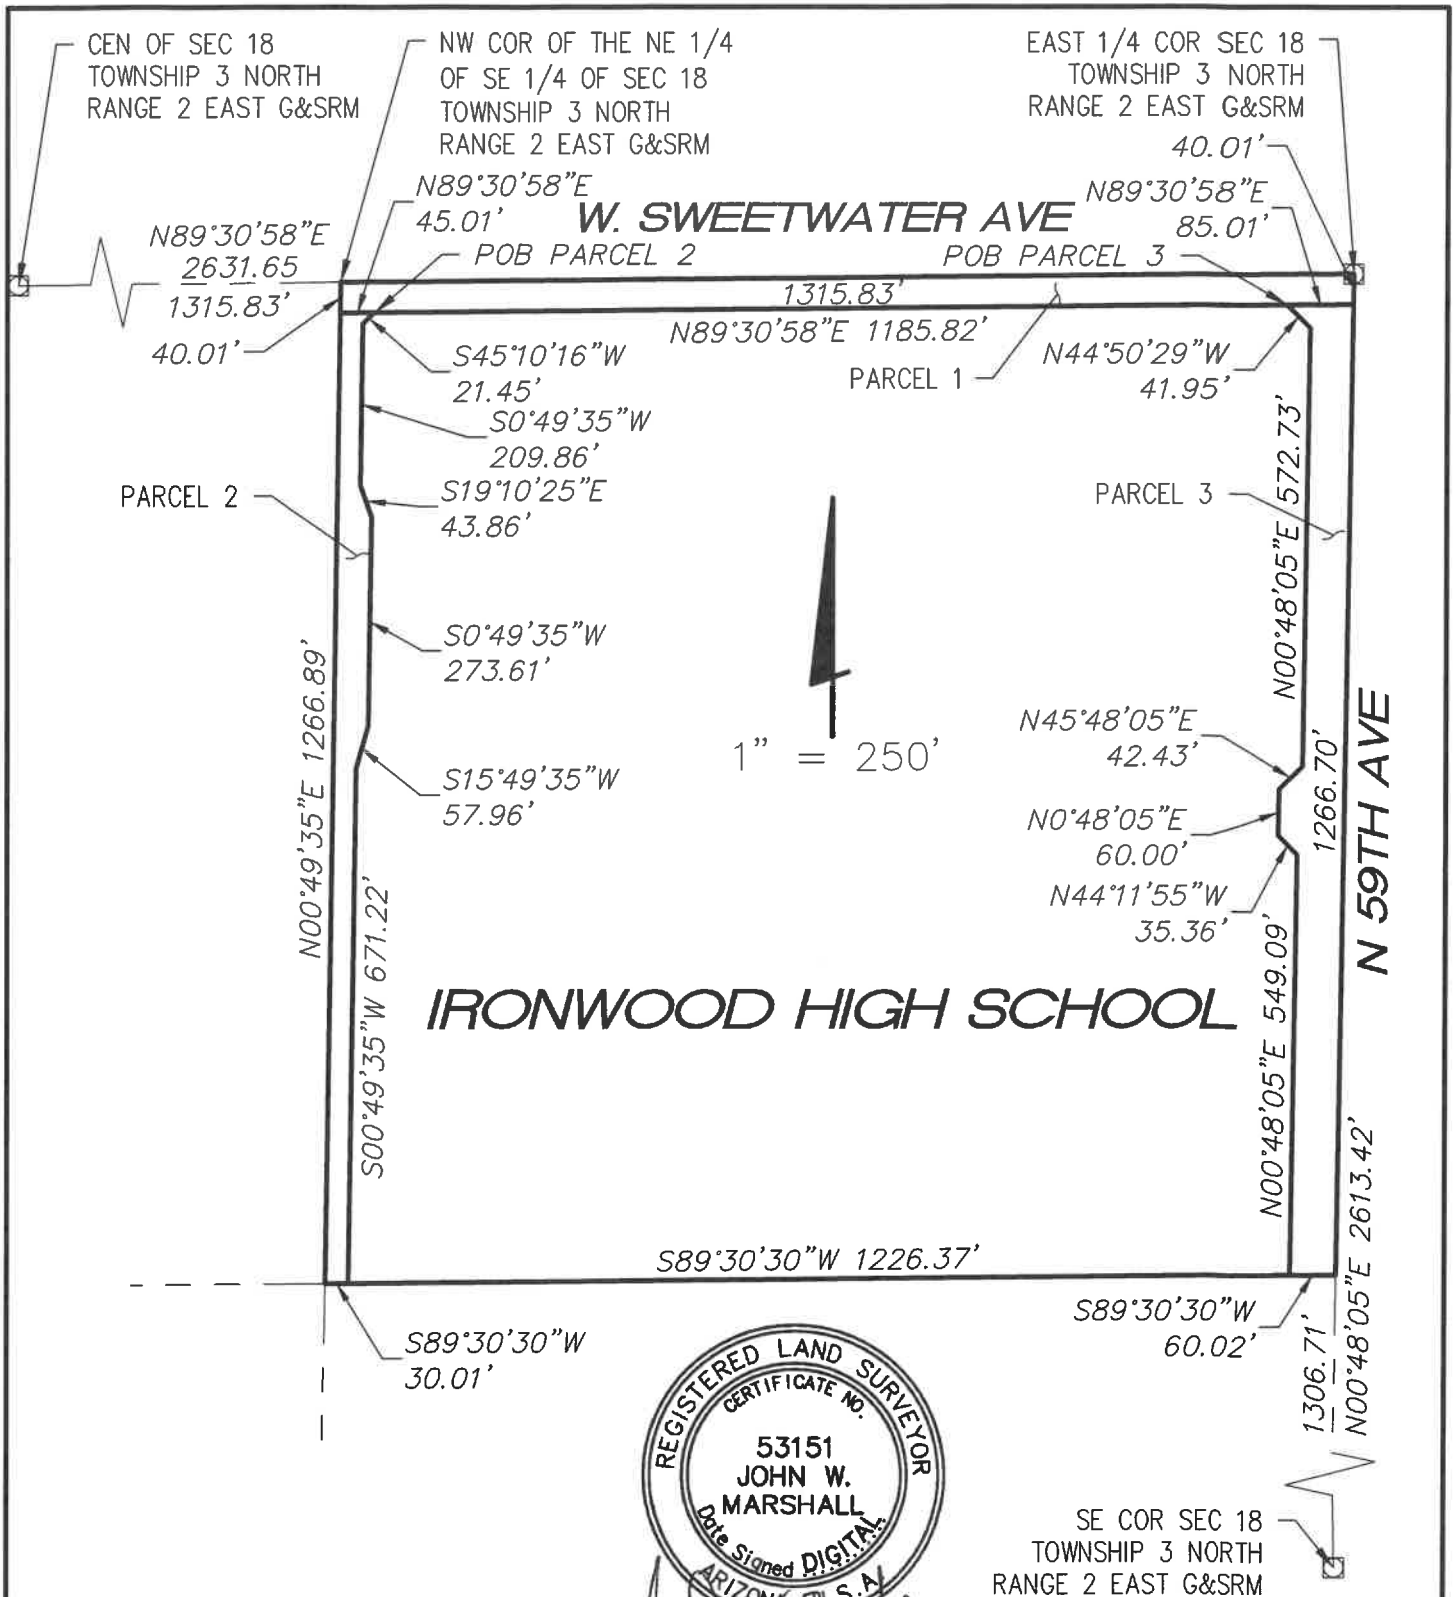 CEN OF SEC 18
TOWNSHIP 3 NORTH
RANGE 2 EAST G&SRM
NW COR OF THE NE 1/4
OF SE 1/4 OF SEC 18
TOWNSHIP 3 NORTH
RANGE 2 EAST G&SRM
EAST 1/4 COR SEC 18
TOWNSHIP 3 NORTH
RANGE 2 EAST G&SRM
40.01'
N89°30'58"E
45.01'
W. SWEETWATER AVE
N89°30'58"E
85.01'
N89°30'58"E
2631.65
1315.83'
POB PARCEL 2
POB PARCEL 3
1315.83'
40.01'
N89°30'58"E 1185.82'
S45°10'16"W
21.45'
PARCEL 1
N44°50'29"W
41.95'
S0°49'35"W
209.86'
S19°10'25"E
43.86'
PARCEL 2
PARCEL 3
N00°48'05"E 572.73'
S0°49'35"W
273.61'
N00°49'35"E 1266.89'
1" = 250'
S15°49'35"W
57.96'
N45°48'05"E
42.43'
N0°48'05"E
60.00'
N44°11'55"W
35.36'
1266.70'
N 59TH AVE
S00°49'35"W 671.22'
IRONWOOD HIGH SCHOOL
N00°48'05"E 549.09'
S89°30'30"W 1226.37'
S89°30'30"W
30.01'
S89°30'30"W
60.02'
1306.71'
N00°48'05"E 2613.42'
REGISTERED LAND SURVEYOR
CERTIFICATE NO.
53151
JOHN W.
MARSHALL
Date Signed DIGITAL
ARIZONA U.S.A.
SE COR SEC 18
TOWNSHIP 3 NORTH
RANGE 2 EAST G&SRM